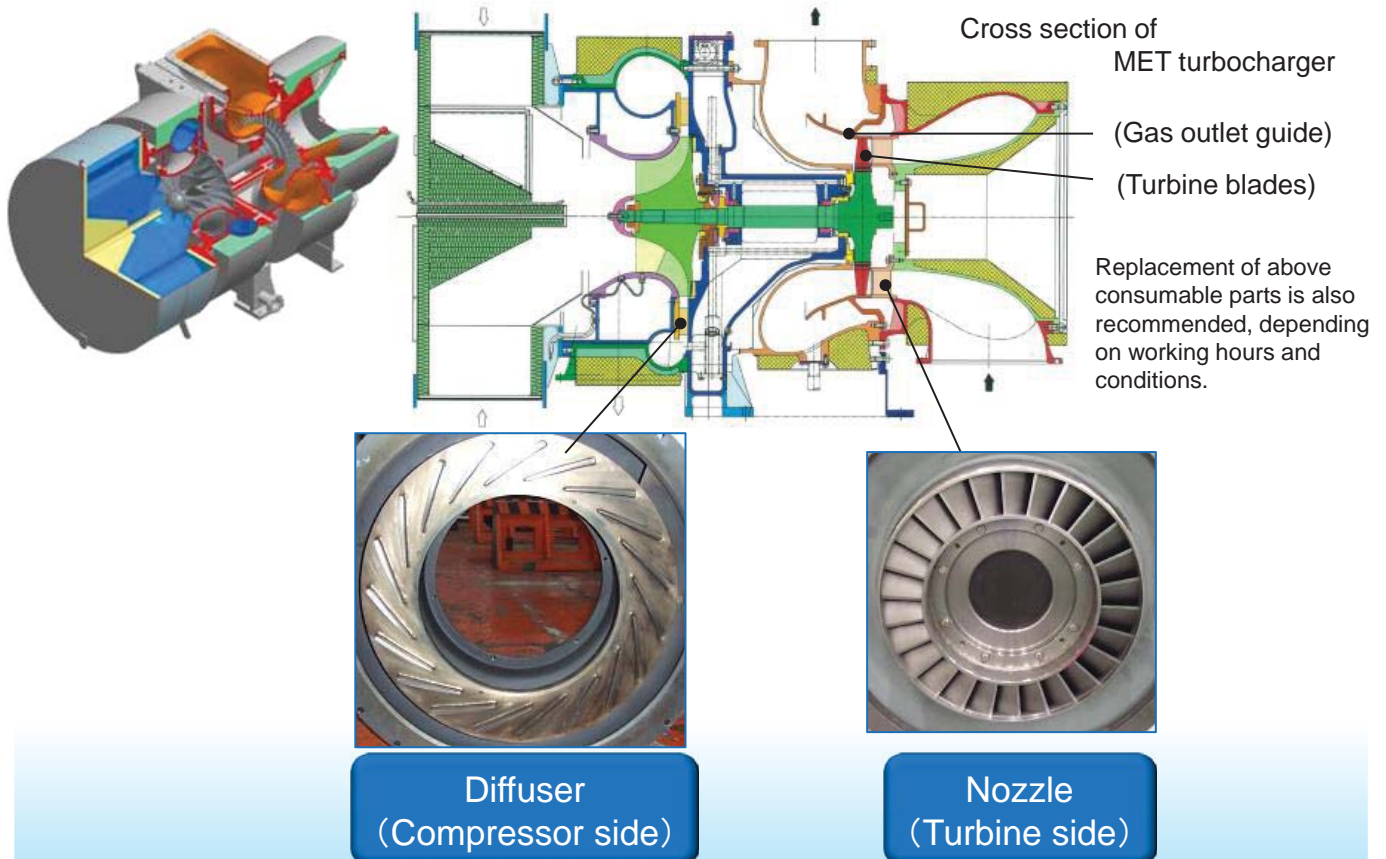 Cross section of
MET turbocharger
(Gas outlet guide)
(Turbine blades)
Replacement of above
consumable parts is also
recommended, depending
on working hours and
conditions.
Diffuser
（Compressor side）
Nozzle
（Turbine side）